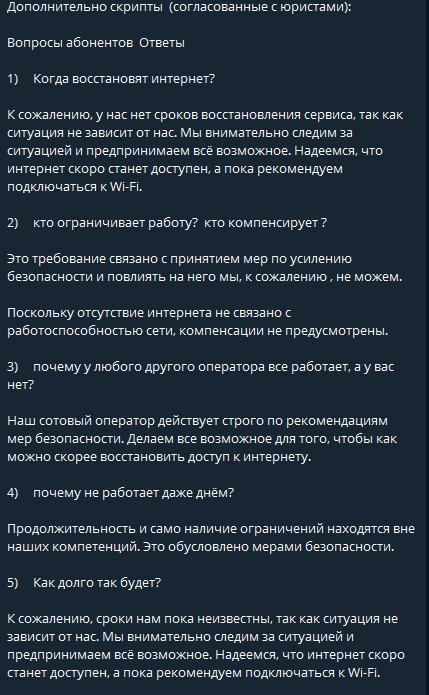 Дополнительно скрипты  (согласованные с юристами):
Вопросы абонентов  Ответы
1)    Когда восстановят интернет?
К сожалению, у нас нет сроков восстановления сервиса, так как
ситуация не зависит от нас. Мы внимательно следим за
ситуацией и предпринимаем всё возможное. Надеемся, что
интернет скоро станет доступен, а пока рекомендуем
подключаться к Wi-Fi.
2)    кто ограничивает работу?  кто компенсирует ?
Это требование связано с принятием мер по усилению
безопасности и повлиять на него мы, к сожалению , не можем.
Поскольку отсутствие интернета не связано с
работоспособностью сети, компенсации не предусмотрены.
3)    почему у любого другого оператора все работает, а у вас
нет?
Наш сотовый оператор действует строго по рекомендациям
мер безопасности. Делаем все возможное для того, чтобы как
можно скорее восстановить доступ к интернету.
4)    почему не работает даже днём?
Продолжительность и само наличие ограничений находятся вне
наших компетенций. Это обусловлено мерами безопасности.
5)    Как долго так будет?
К сожалению, сроки нам пока неизвестны, так как ситуация не
зависит от нас. Мы внимательно следим за ситуацией и
предпринимаем всё возможное. Надеемся, что интернет скоро
станет доступен, а пока рекомендуем подключаться к Wi-Fi.